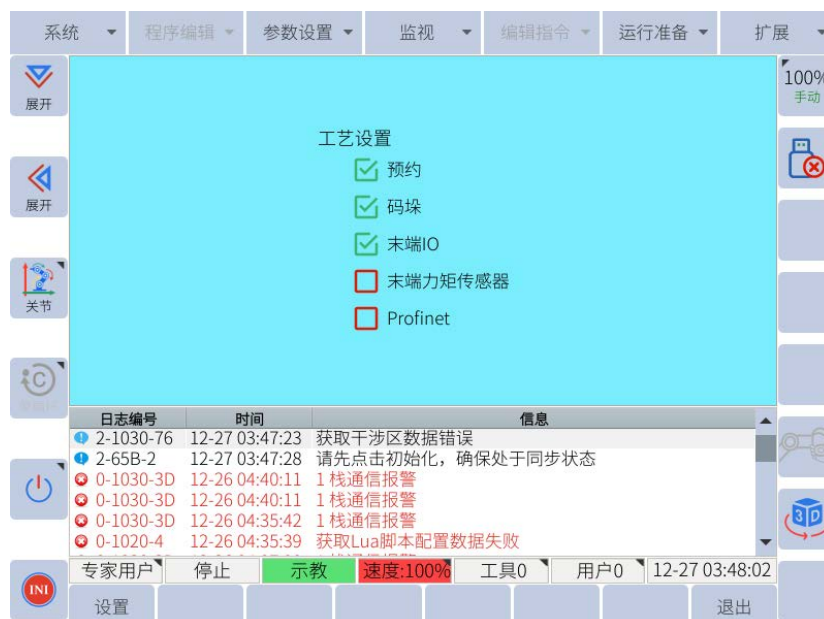 系统 程序编辑 参数设置 监视 编辑指令 运行准备 扩展
展开
100%
手动
工艺设置
预约
码垛
展开
末端IO
末端力矩传感器
关节
Profinet
日志编号 时间 信息
2-1030-76 12-27 03:47:23 获取干涉区数据错误
2-65B-2 12-27 03:47:28 请先点击初始化，确保处于同步状态
0-1030-3D 12-26 04:40:11 1 栈通信报警
0-1030-3D 12-26 04:40:11 1 栈通信报警
0-1030-3D 12-26 04:35:42 1 栈通信报警
0-1020-4 12-26 04:35:39 获取Lua脚本配置数据失败
3D
专家用户 停止 示教 速度:100% 工具0 用户0 12-27 03:48:02
INI
设置 退出